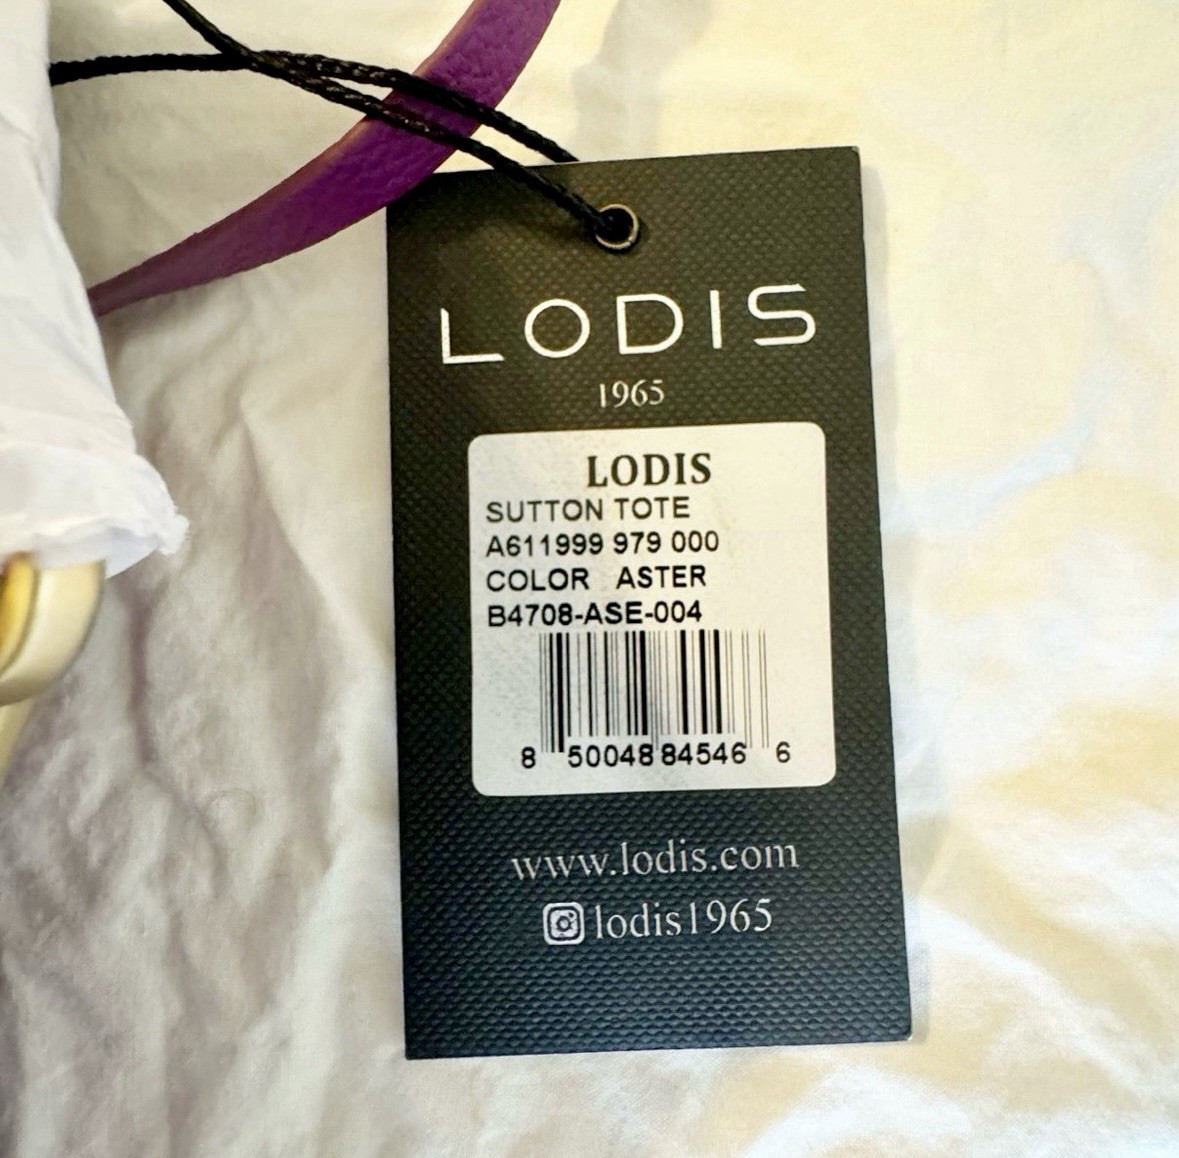 LODIS
1965
LODIS
SUTTON TOTE
A611999 979 000
COLOR ASTER
B4708-ASE-004
8 50048 84546 6
www.lodis.com
lodis1965